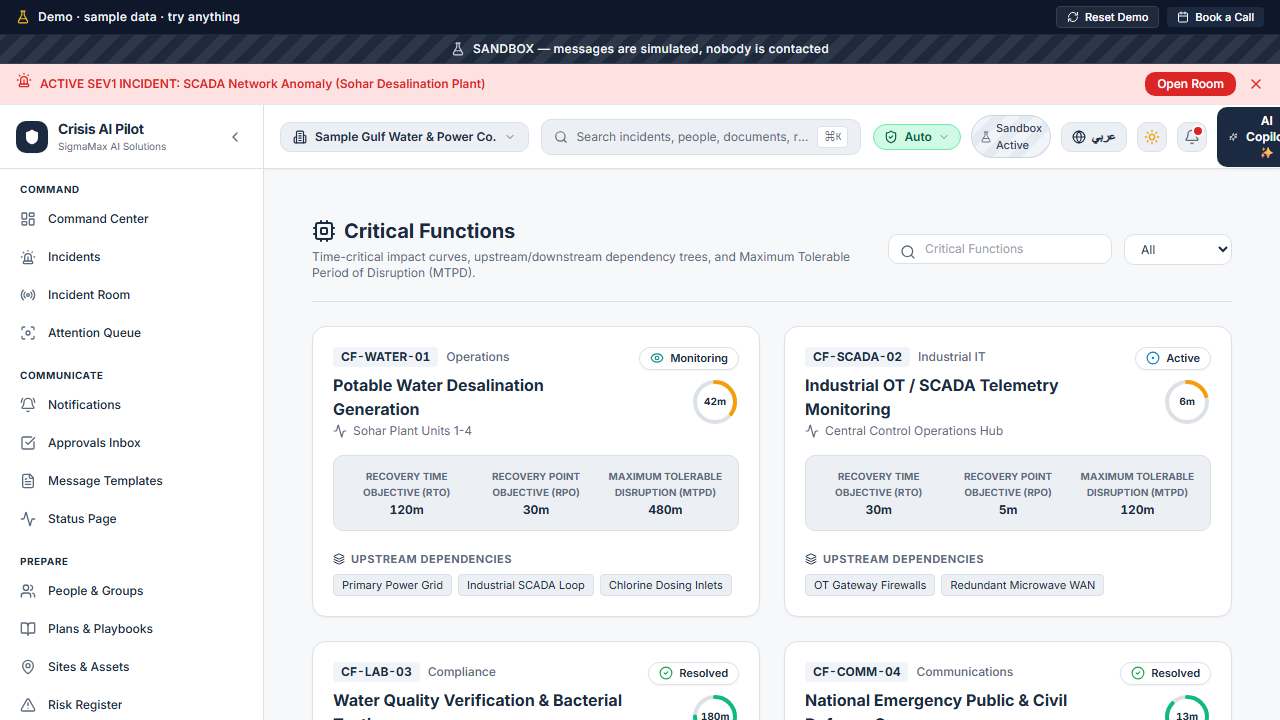 Demo · sample data · try anything
Reset Demo
Book a Call
SANDBOX — messages are simulated, nobody is contacted
ACTIVE SEV1 INCIDENT: SCADA Network Anomaly (Sohar Desalination Plant)
Open Room
Crisis AI Pilot
SigmaMax AI Solutions
Sample Gulf Water & Power Co.
Search incidents, people, documents, r...
⌘K
Auto
Sandbox
Active
عربي
AI
Copilo
COMMAND
Command Center
Incidents
Incident Room
Attention Queue
COMMUNICATE
Notifications
Approvals Inbox
Message Templates
Status Page
PREPARE
People & Groups
Plans & Playbooks
Sites & Assets
Risk Register
Critical Functions
Time-critical impact curves, upstream/downstream dependency trees, and Maximum Tolerable
Period of Disruption (MTPD).
Critical Functions
All
CF-WATER-01 Operations
Monitoring
Potable Water Desalination
Generation
42m
Sohar Plant Units 1-4
RECOVERY TIME
OBJECTIVE (RTO)
120m
RECOVERY POINT
OBJECTIVE (RPO)
30m
MAXIMUM TOLERABLE
DISRUPTION (MTPD)
480m
UPSTREAM DEPENDENCIES
Primary Power Grid
Industrial SCADA Loop
Chlorine Dosing Inlets
CF-SCADA-02 Industrial IT
Active
Industrial OT / SCADA Telemetry
Monitoring
6m
Central Control Operations Hub
RECOVERY TIME
OBJECTIVE (RTO)
30m
RECOVERY POINT
OBJECTIVE (RPO)
5m
MAXIMUM TOLERABLE
DISRUPTION (MTPD)
120m
UPSTREAM DEPENDENCIES
OT Gateway Firewalls
Redundant Microwave WAN
CF-LAB-03 Compliance
Resolved
Water Quality Verification & Bacterial
180m
CF-COMM-04 Communications
Resolved
National Emergency Public & Civil
13m